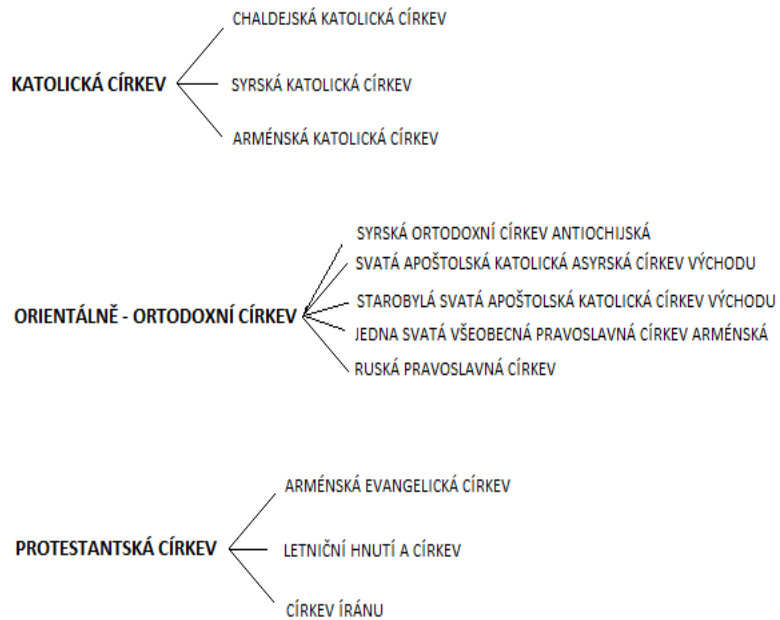 CHALDEJSKÁ KATOLICKÁ CÍRKEV
KATOLICKÁ CÍRKEV
SYRSKÁ KATOLICKÁ CÍRKEV
ARMÉNSKÁ KATOLICKÁ CÍRKEV
SYRSKÁ ORTODOXNÍ CÍRKEV ANTIOCHIJSKÁ
SVATÁ APOŠTOLSKÁ KATOLICKÁ ASYRSKÁ CÍRKEV VÝCHODU
STAROBYLÁ SVATÁ APOŠTOLSKÁ KATOLICKÁ CÍRKEV VÝCHODU
ORIENTÁLNĚ - ORTODOXNÍ CÍRKEV
JEDNA SVATÁ VŠEOBECNÁ PRAVOSLAVNÁ CÍRKEV ARMÉNSKÁ
RUSKÁ PRAVOSLAVNÁ CÍRKEV
ARMÉNSKÁ EVANGELICKÁ CÍRKEV
PROTESTANTSKÁ CÍRKEV
LETNIČNÍ HNUTÍ A CÍRKEV
CÍRKEV ÍRÁNU